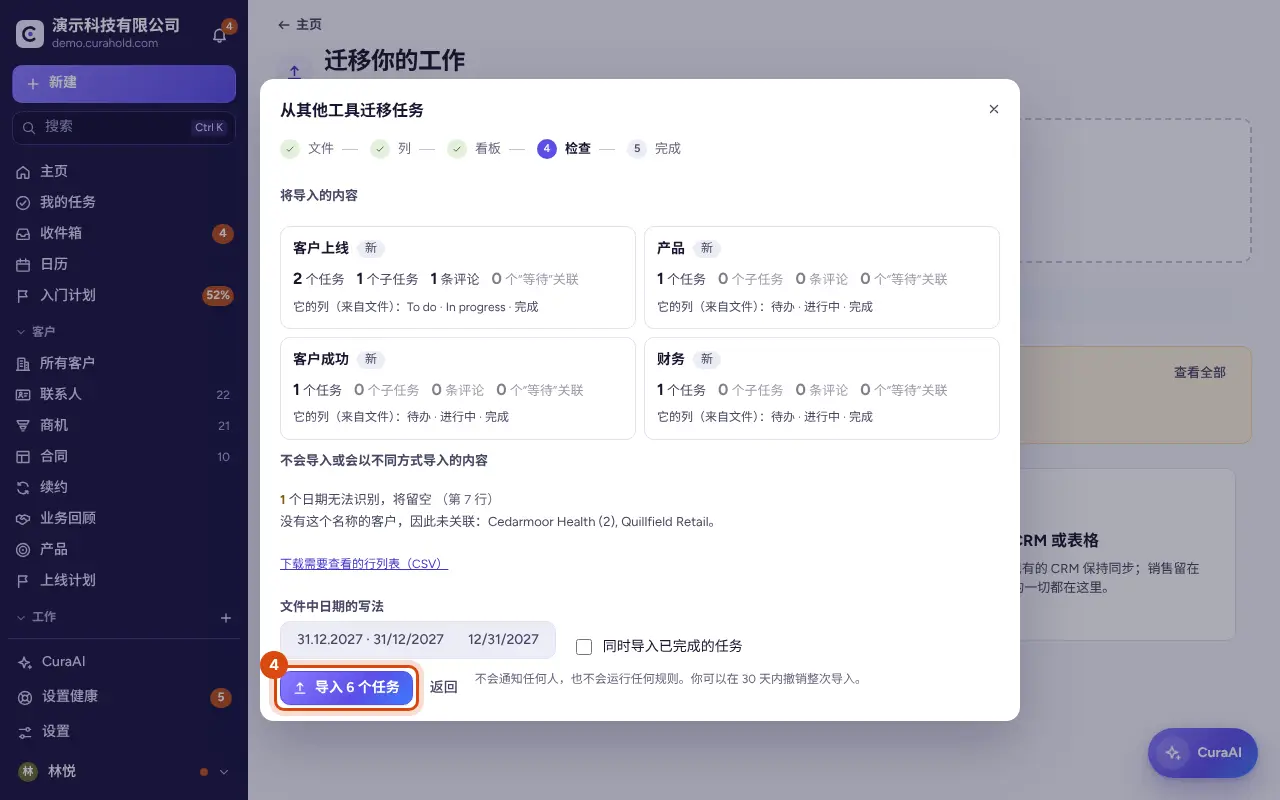 演示科技有限公司
demo.curahold.com
4
新建
搜索
Ctrl K
主页
我的任务
收件箱
4
日历
入门计划
52%
客户
所有客户
联系人
22
商机
21
合同
10
续约
业务回顾
产品
上线计划
工作
CuraAI
设置健康
5
设置
林
林悦
主页
迁移你的工作
从其他工具迁移任务
文件
列
看板
4 检查
5 完成
将导入的内容
客户上线 新
2 个任务 1 个子任务 1 条评论 0 个“等待”关联
它的列（来自文件）：To do · In progress · 完成
产品 新
1 个任务 0 个子任务 0 条评论 0 个“等待”关联
它的列（来自文件）：待办 · 进行中 · 完成
客户成功 新
1 个任务 0 个子任务 0 条评论 0 个“等待”关联
它的列（来自文件）：待办 · 进行中 · 完成
财务 新
1 个任务 0 个子任务 0 条评论 0 个“等待”关联
它的列（来自文件）：待办 · 进行中 · 完成
不会导入或会以不同方式导入的内容
1 个日期无法识别，将留空 （第 7 行）
没有这个名称的客户，因此未关联：Cedarmoor Health (2), Quillfield Retail。
下载需要查看的行列表（CSV）
文件中日期的写法
31.12.2027 · 31/12/2027
12/31/2027
同时导入已完成的任务
4
导入 6 个任务
返回
不会通知任何人，也不会运行任何规则。你可以在 30 天内撤销整次导入。
查看全部
CRM 或表格
有的 CRM 保持同步；销售留在
的一切都在这里。
CuraAI